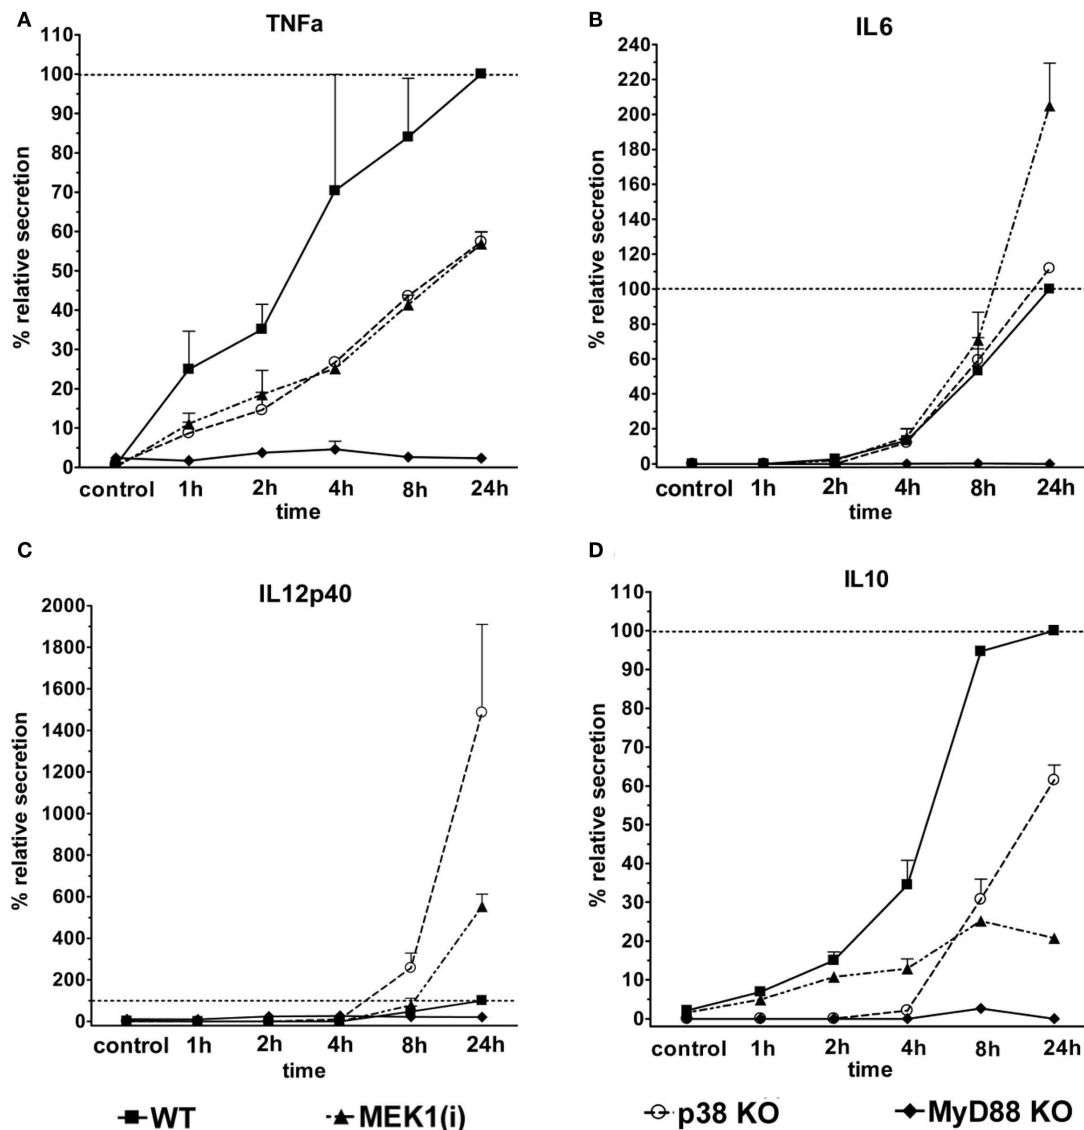 A
TNFa
% relative secretion
110
100
90
80
70
60
50
40
30
20
10
0
control 1h 2h 4h 8h 24h
time
B
IL6
% relative secretion
240
220
200
180
160
140
120
100
80
60
40
20
0
control 1h 2h 4h 8h 24h
time
C
IL12p40
% relative secretion
2000
1800
1600
1400
1200
1000
800
600
400
200
0
control 1h 2h 4h 8h 24h
time
D
IL10
% relative secretion
110
100
90
80
70
60
50
40
30
20
10
0
control 1h 2h 4h 8h 24h
time
WT MEK1(i) p38 KO MyD88 KO